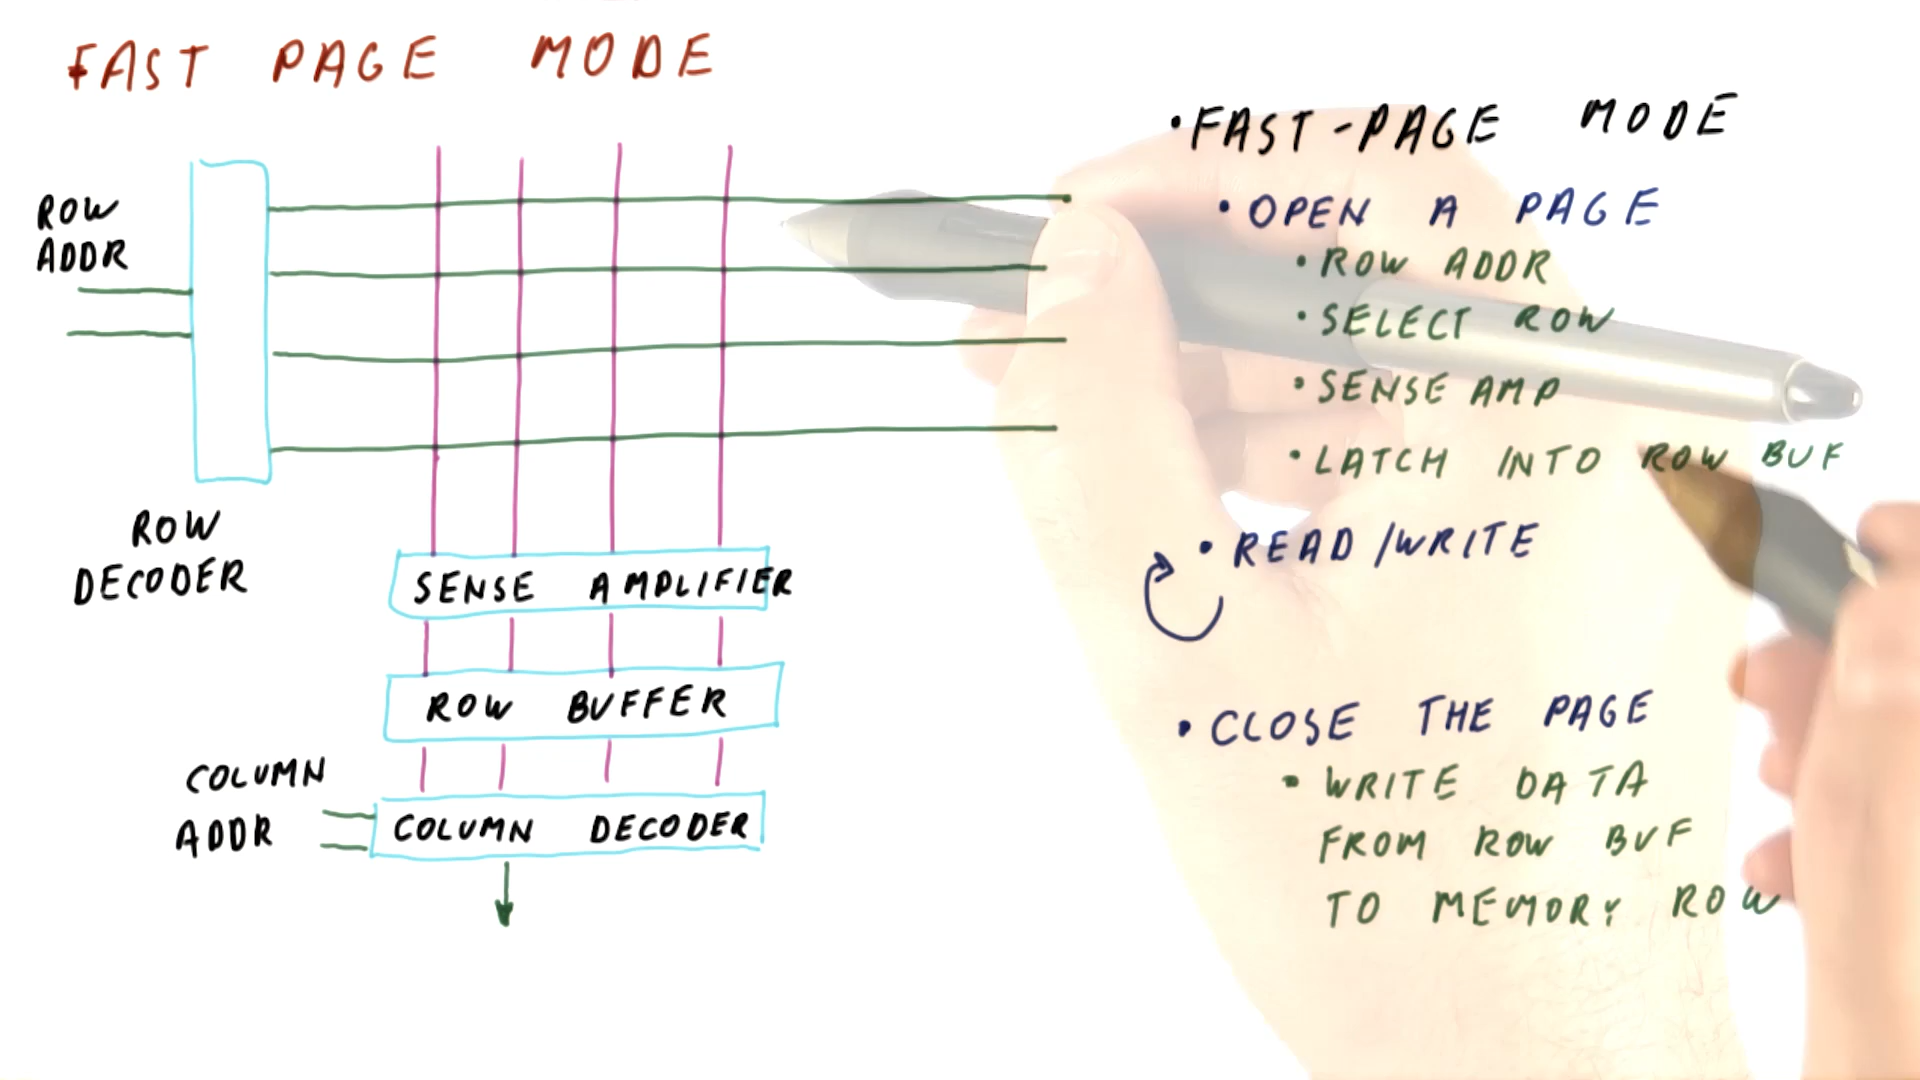 FAST PAGE MODE
ROW
ADDR
ROW
DECODER
SENSE AMPLIFIER
ROW BUFFER
COLUMN
ADDR
COLUMN DECODER
• FAST-PAGE MODE
• OPEN A PAGE
• ROW ADDR
• SELECT ROW
• SENSE AMP
• LATCH INTO ROW BUF
• READ/WRITE
• CLOSE THE PAGE
• WRITE DATA
FROM ROW BUF
TO MEMORY ROW